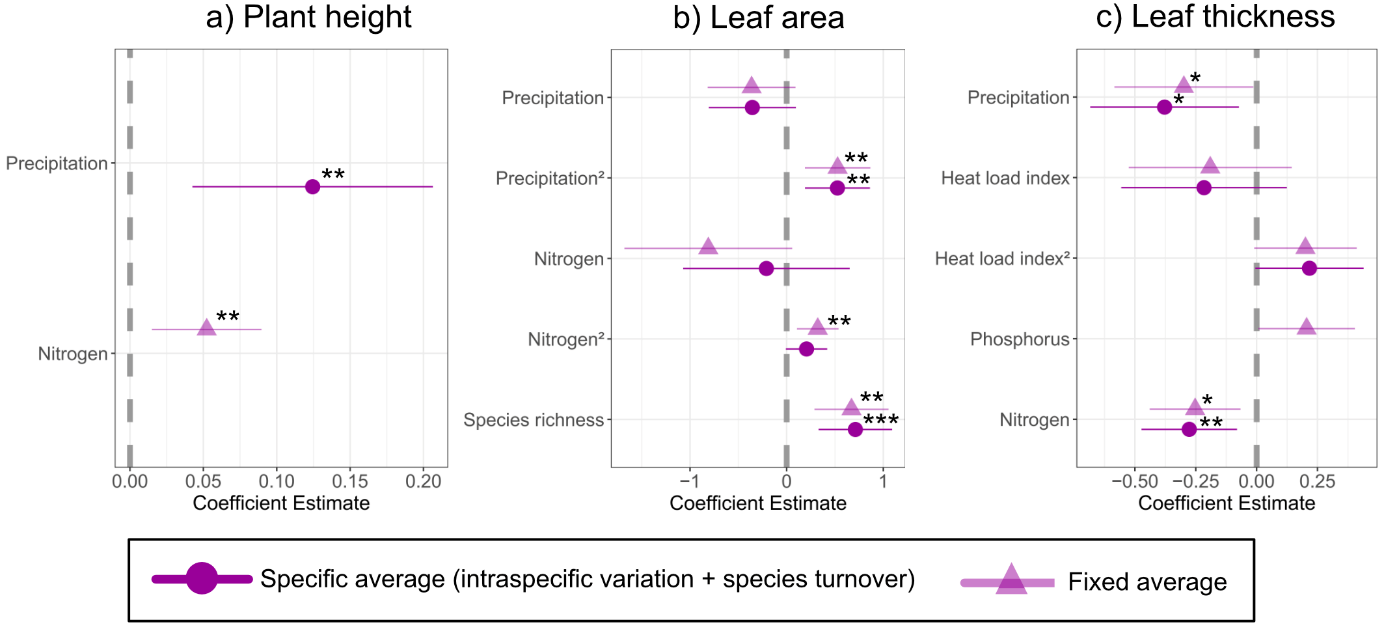 a) Plant height
Precipitation
**
**
Nitrogen
0.00 0.05 0.10 0.15 0.20
Coefficient Estimate
b) Leaf area
Precipitation
Precipitation²
**
**
Nitrogen
Nitrogen²
**
Species richness
**
***
−1 0 1
Coefficient Estimate
c) Leaf thickness
Precipitation
*
*
Heat load index
Heat load index²
Phosphorus
Nitrogen
*
**
−0.50 −0.25 0.00 0.25
Coefficient Estimate
Specific average (intraspecific variation + species turnover) Fixed average